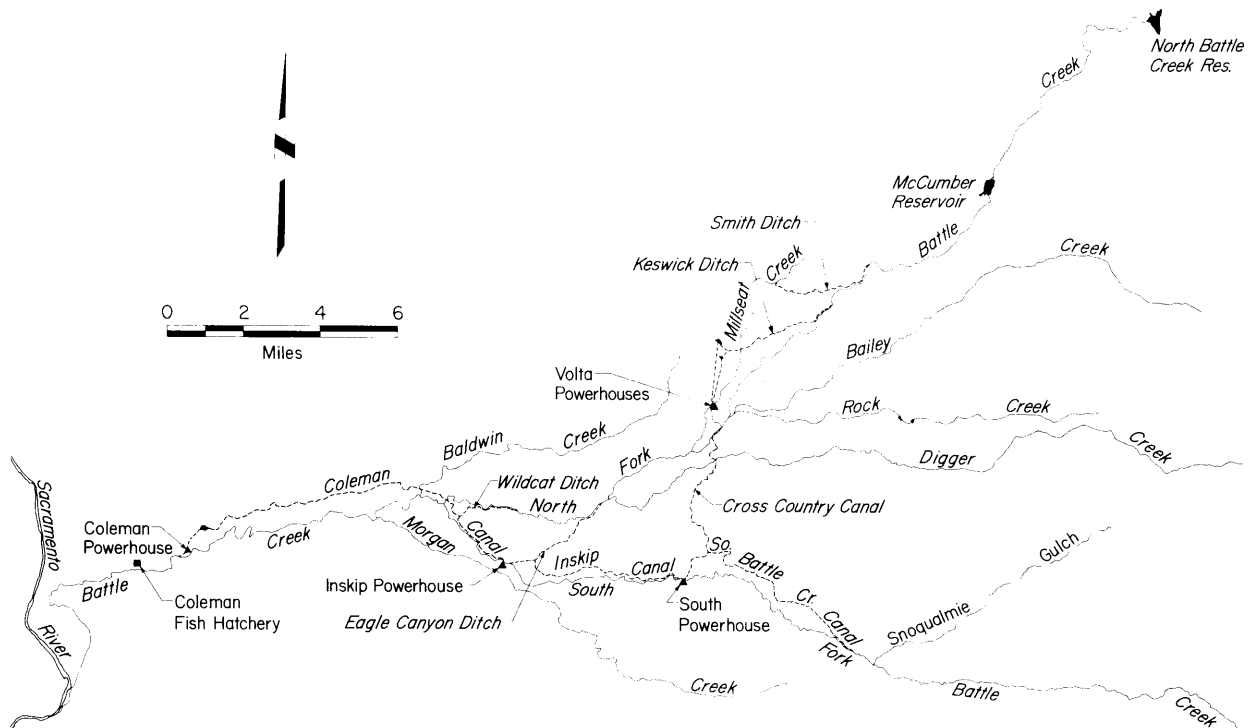 North Battle
Creek Res.
Creek
McCumber
Reservoir
Smith Ditch
Battle
Creek
Keswick Ditch
Creek
Millseat
0 2 4 6
Miles
Bailey
Volta
Powerhouses
Rock
Creek
Baldwin
Creek
Fork
Digger
Creek
Sacramento
River
Coleman
Canal
Wildcat Ditch
North
Cross Country Canal
Coleman
Powerhouse
Creek
Morgan
Inskip
Canal
So.
Battle
Cr.
Canal
Gulch
Snoqualmie
Battle
Coleman
Fish Hatchery
Inskip Powerhouse
South
Eagle Canyon Ditch
South
Powerhouse
Fork
Creek
Battle
Creek